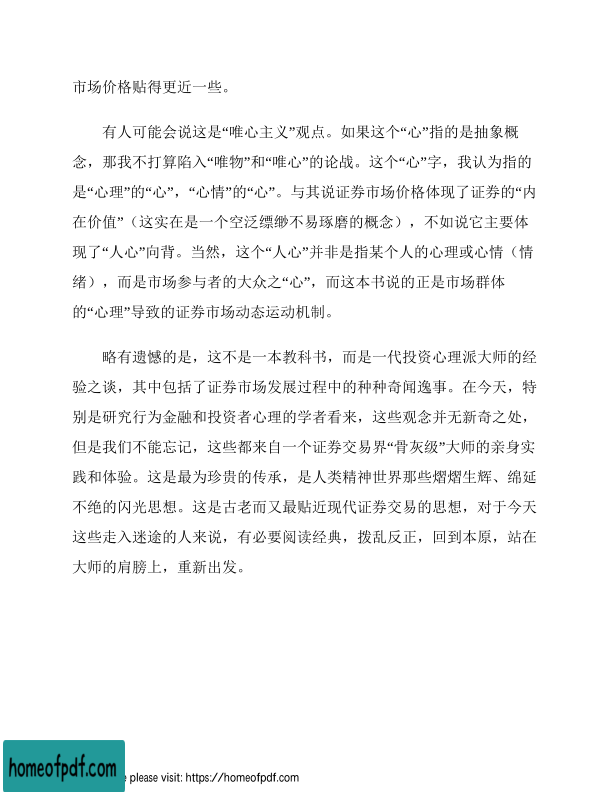 市场价格贴得更近一些。
有人可能会说这是“唯心主义”观点。如果这个“心”指的是抽象概
念，那我不打算陷入“唯物”和“唯心”的论战。这个“心”字，我认为指的
是“心理”的“心”，“心情”的“心”。与其说证券市场价格体现了证券的“内
在价值”（这实在是一个空泛缥缈不易琢磨的概念），不如说它主要体
现了“人心”向背。当然，这个“人心”并非是指某个人的心理或心情（情
绪），而是市场参与者的大众之“心”，而这本书说的正是市场群体
的“心理”导致的证券市场动态运动机制。
略有遗憾的是，这不是一本教科书，而是一代投资心理派大师的经
验之谈，其中包括了证券市场发展过程中的种种奇闻逸事。在今天，特
别是研究行为金融和投资者心理的学者看来，这些观念并无新奇之处，
但是我们不能忘记，这些都来自一个证券交易界“骨灰级”大师的亲身实
践和体验。这是最为珍贵的传承，是人类精神世界那些熠熠生辉、绵延
不绝的闪光思想。这是古老而又最贴近现代证券交易的思想，对于今天
这些走入迷途的人来说，有必要阅读经典，拨乱反正，回到本原，站在
大师的肩膀上，重新出发。
homeofpdf.com
e please visit: https://homeofpdf.com